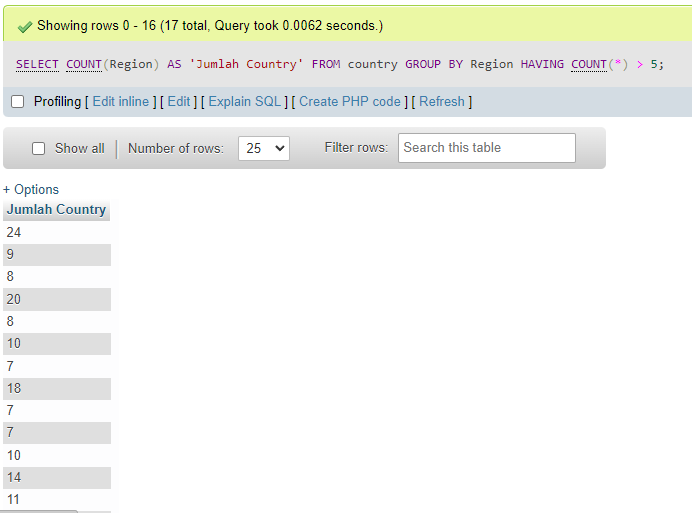 Showing rows 0 - 16 (17 total, Query took 0.0062 seconds.)
SELECT COUNT(Region) AS 'Jumlah Country' FROM country GROUP BY Region HAVING COUNT(*) > 5;
Profiling [ Edit inline ] [ Edit ] [ Explain SQL ] [ Create PHP code ] [ Refresh ]
Show all Number of rows: 25 Filter rows: Search this table
+ Options
Jumlah Country
24
9
8
20
8
10
7
18
7
7
10
14
11